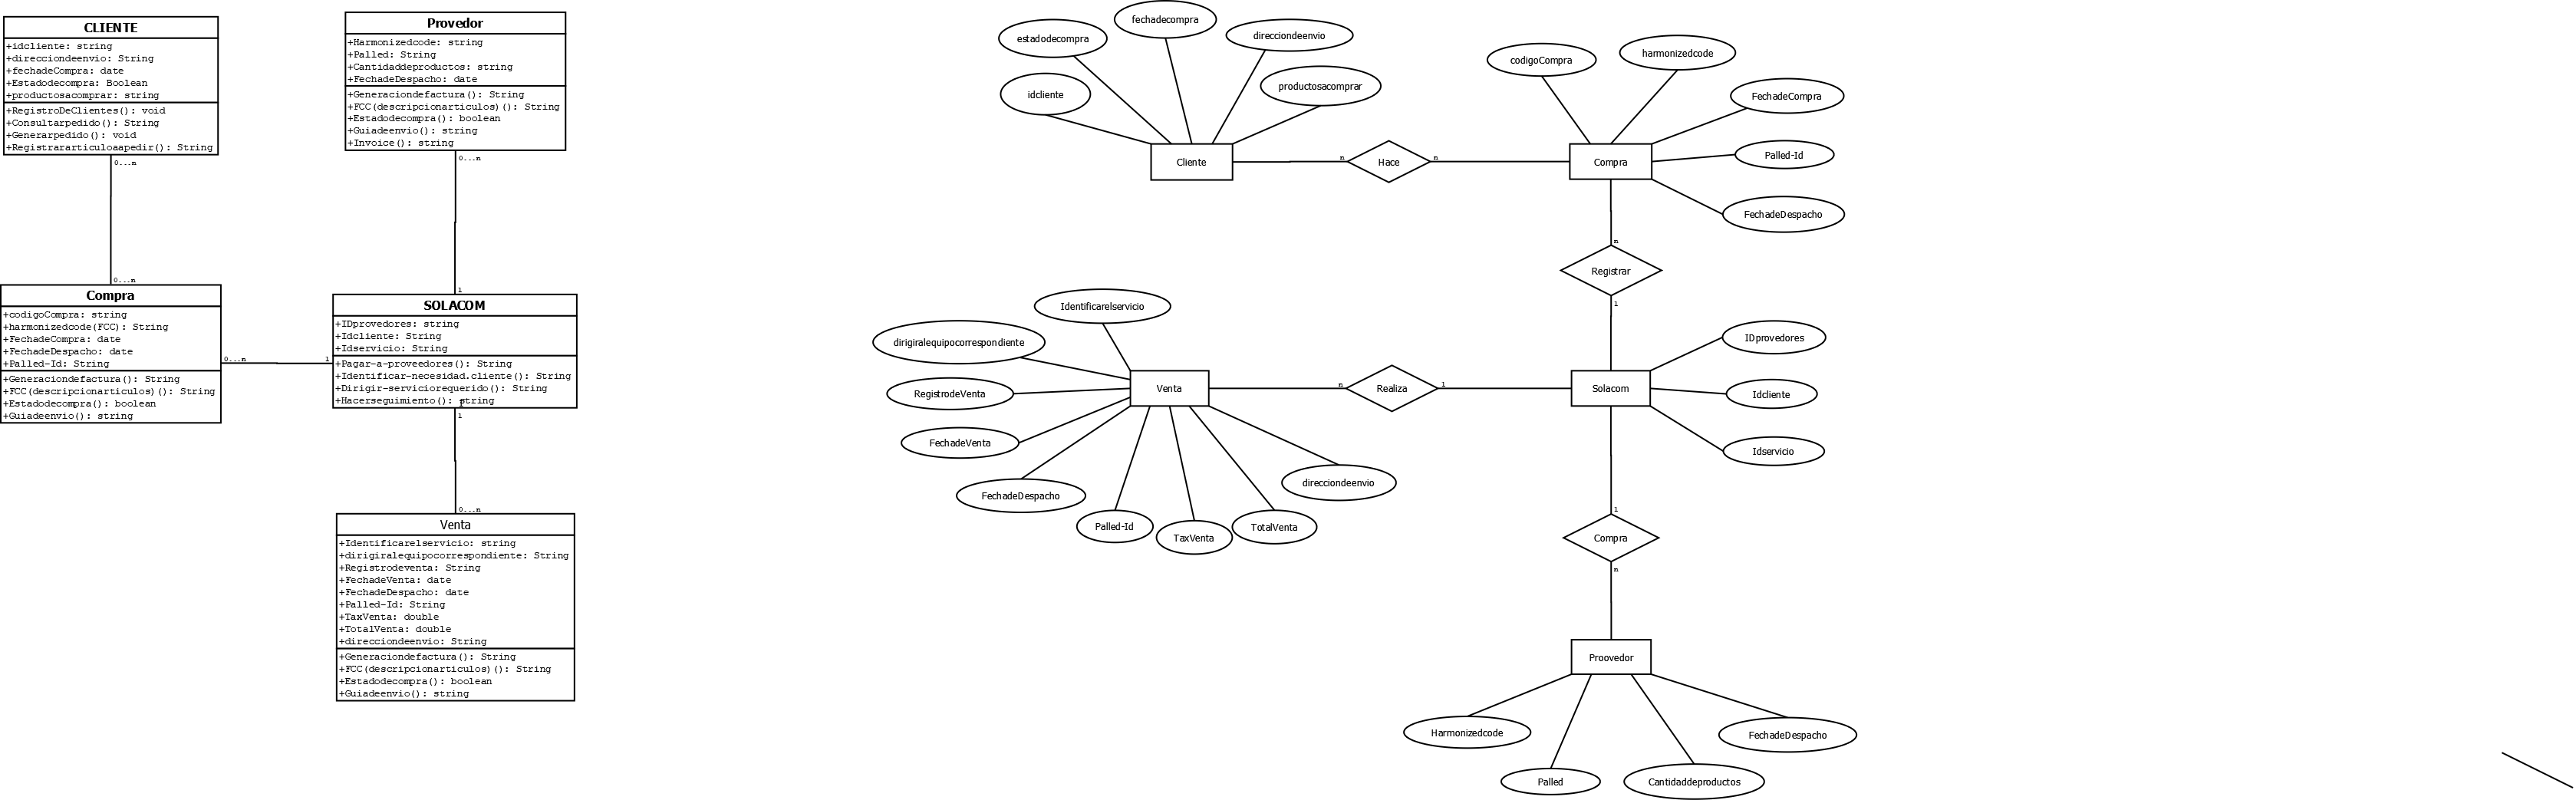 CLIENTE
+idcliente: string
+direcciondeenvio: String
+fechadeCompra: date
+Estadodecompra: Boolean
+productosacomprar: string
+RegistroDeClientes(): void
+Consultarpedido(): String
+Generarpedido(): void
+Registrararticuloaapedir(): String
0...n
Provedor
+Harmonizedcode: string
+Palled: String
+Cantidaddeproductos: string
+FechaDespacho: date
+Generaciondefactura(): String
+FCC(descripcionarticulos)(): String
+Estadodecompra(): boolean
+Guiadeenvio(): string
+Invoice(): string
0...n
0...n
Compra
+codigoCompra: string
+harmonizedcode(FCC): String
+FechadeCompra: date
+FechaDespacho: date
+Palled-Id: String
+Generaciondefactura(): String
+FCC(descripcionarticulos)(): String
+Estadodecompra(): boolean
+Guiadeenvio(): string
0...n
1
1
SOLACOM
+IDprovedores: string
+Idcliente: String
+Idservicio: String
+Pagar-a-proveedores(): String
+Identificar-necesidad.cliente(): String
+Dirigir-serviciorequerido(): String
+Hacerseguimiento(): string
1
1
0...n
Venta
+Identificarelservicio: string
+dirigiralequipocorrespondiente: String
+Registrodeventa: String
+FechadeVenta: date
+FechadeDespacho: date
+Palled-Id: String
+TaxVenta: double
+TotalVenta: double
+direcciondeenvio: String
+Generaciondefactura(): String
+FCC(descripcionarticulos)(): String
+Estadodecompra(): boolean
+Guiadeenvio(): string
fechadecompra
estadodecompra
direcciondeenvio
idcliente
productosacomprar
Cliente
n
Hace
n
codigoCompra
harmonizedcode
FechadeCompra
Palled-Id
FechadeDespacho
Compra
n
Registrar
1
Identificarelservicio
dirigiralequipocorrespondiente
RegistrodeVenta
FechadeVenta
FechadeDespacho
Palled-Id
TaxVenta
TotalVenta
direcciondeenvio
Venta
n
Realiza
1
Solacom
IDprovedores
Idcliente
Idservicio
1
Compra
n
Proovedor
Harmonizedcode
Palled
Cantidaddeproductos
FechadeDespacho